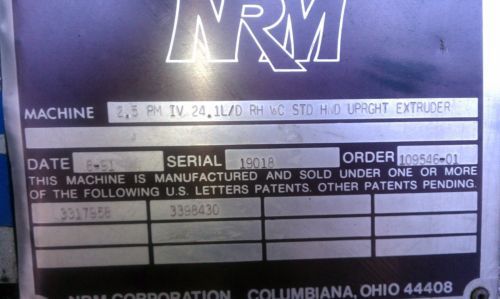 NRM
MACHINE 2.5 PM IV 24.1L/D RH WC STD HND UPRGHT EXTRUDER
DATE 8-91 SERIAL 19018 ORDER 109546-01
THIS MACHINE IS MANUFACTURED AND SOLD UNDER ONE OR MORE
OF THE FOLLOWING U.S. LETTERS PATENTS. OTHER PATENTS PENDING.
3317958 3398430
NRM CORPORATION COLUMBIANA, OHIO 44408